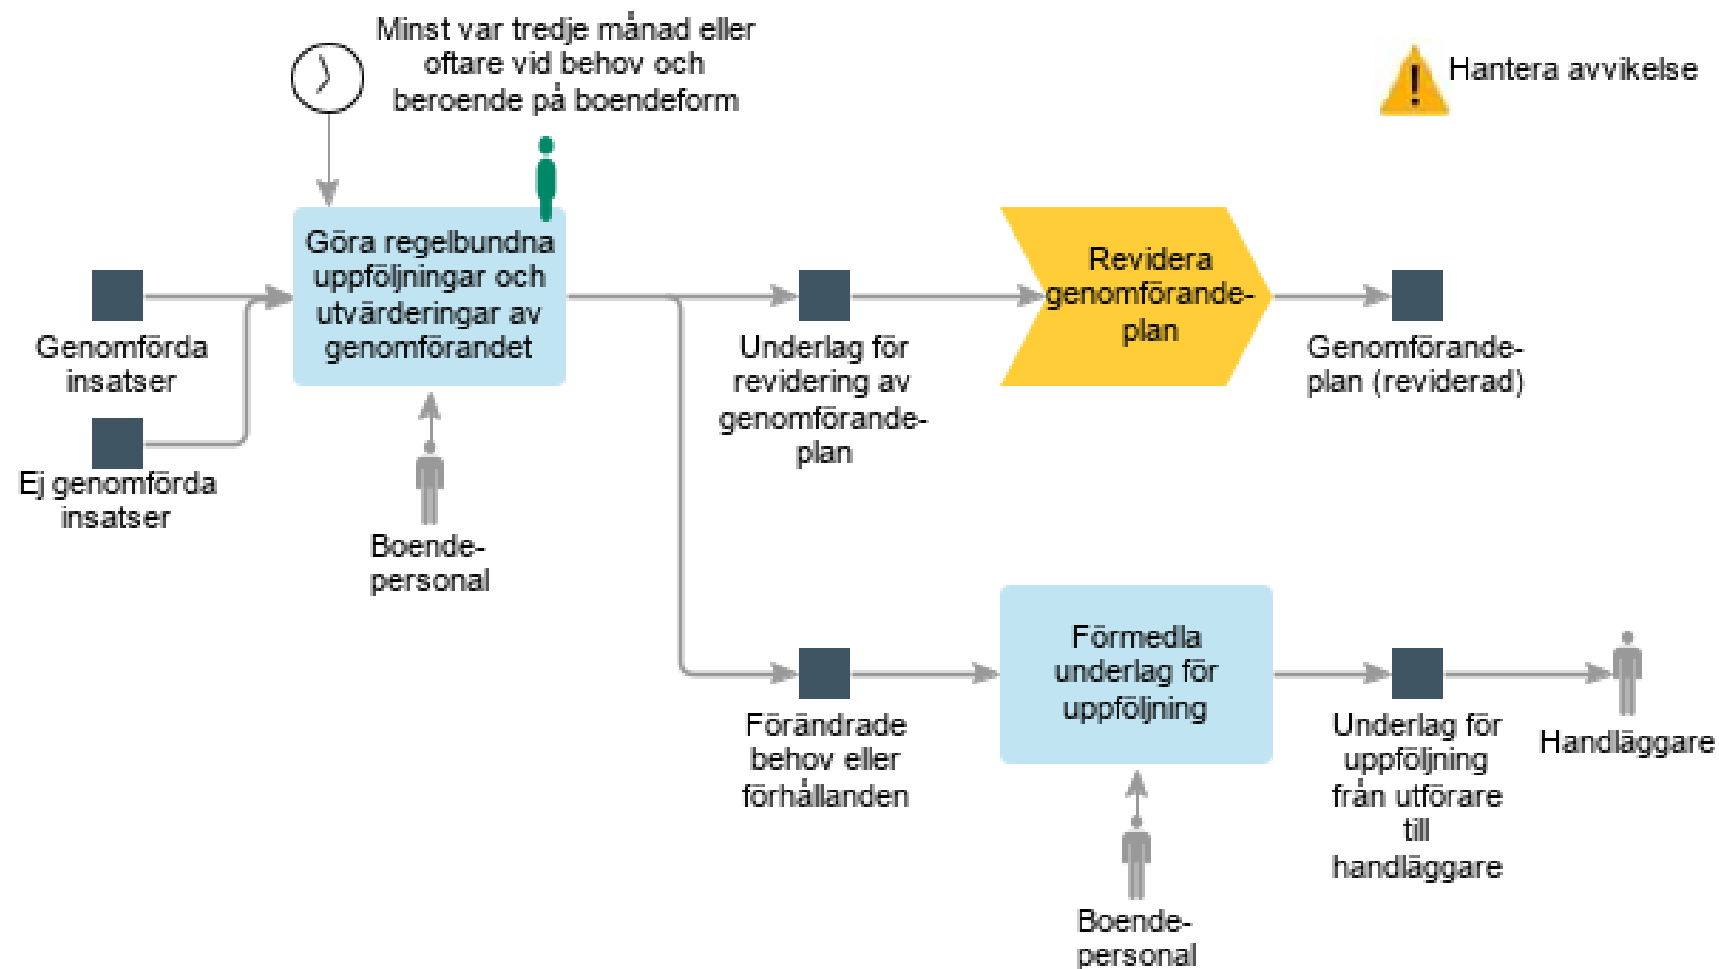 Minst var tredje månad eller
oftare vid behov och
beroende på boendeform
Hantera avvikelse
Göra regelbundna
uppföljningar och
utvärderingar av
genomförandet
Revidera
genomförande-
plan
Genomförda
insatser
Underlag för
revidering av
genomförande-
plan
Genomförande-
plan (reviderad)
Ej genomförda
insatser
Boende-
personal
Förmedla
underlag för
uppföljning
Förändrade
behov eller
förhållanden
Underlag för
uppföljning
från utförare
till
handläggare
Handläggare
Boende-
personal